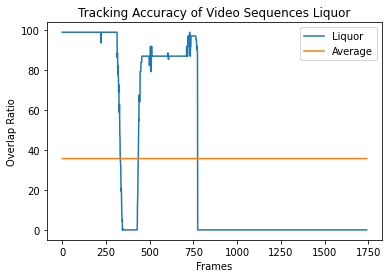 Tracking Accuracy of Video Sequences Liquor
Liquor
Average
Overlap Ratio
100
80
60
40
20
0
0 250 500 750 1000 1250 1500 1750
Frames